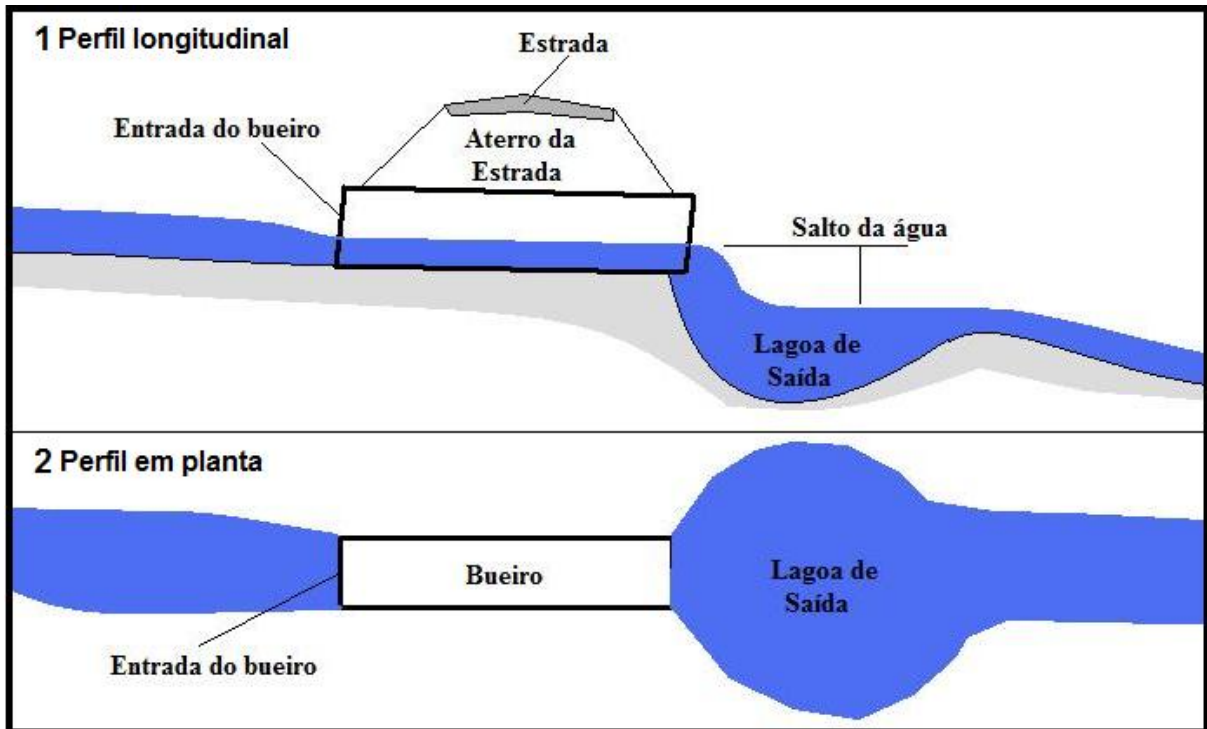 1 Perfil longitudinal
Estrada
Entrada do bueiro
Aterro da
Estrada
Salto da água
Lagoa de
Saída
2 Perfil em planta
Bueiro
Lagoa de
Saída
Entrada do bueiro